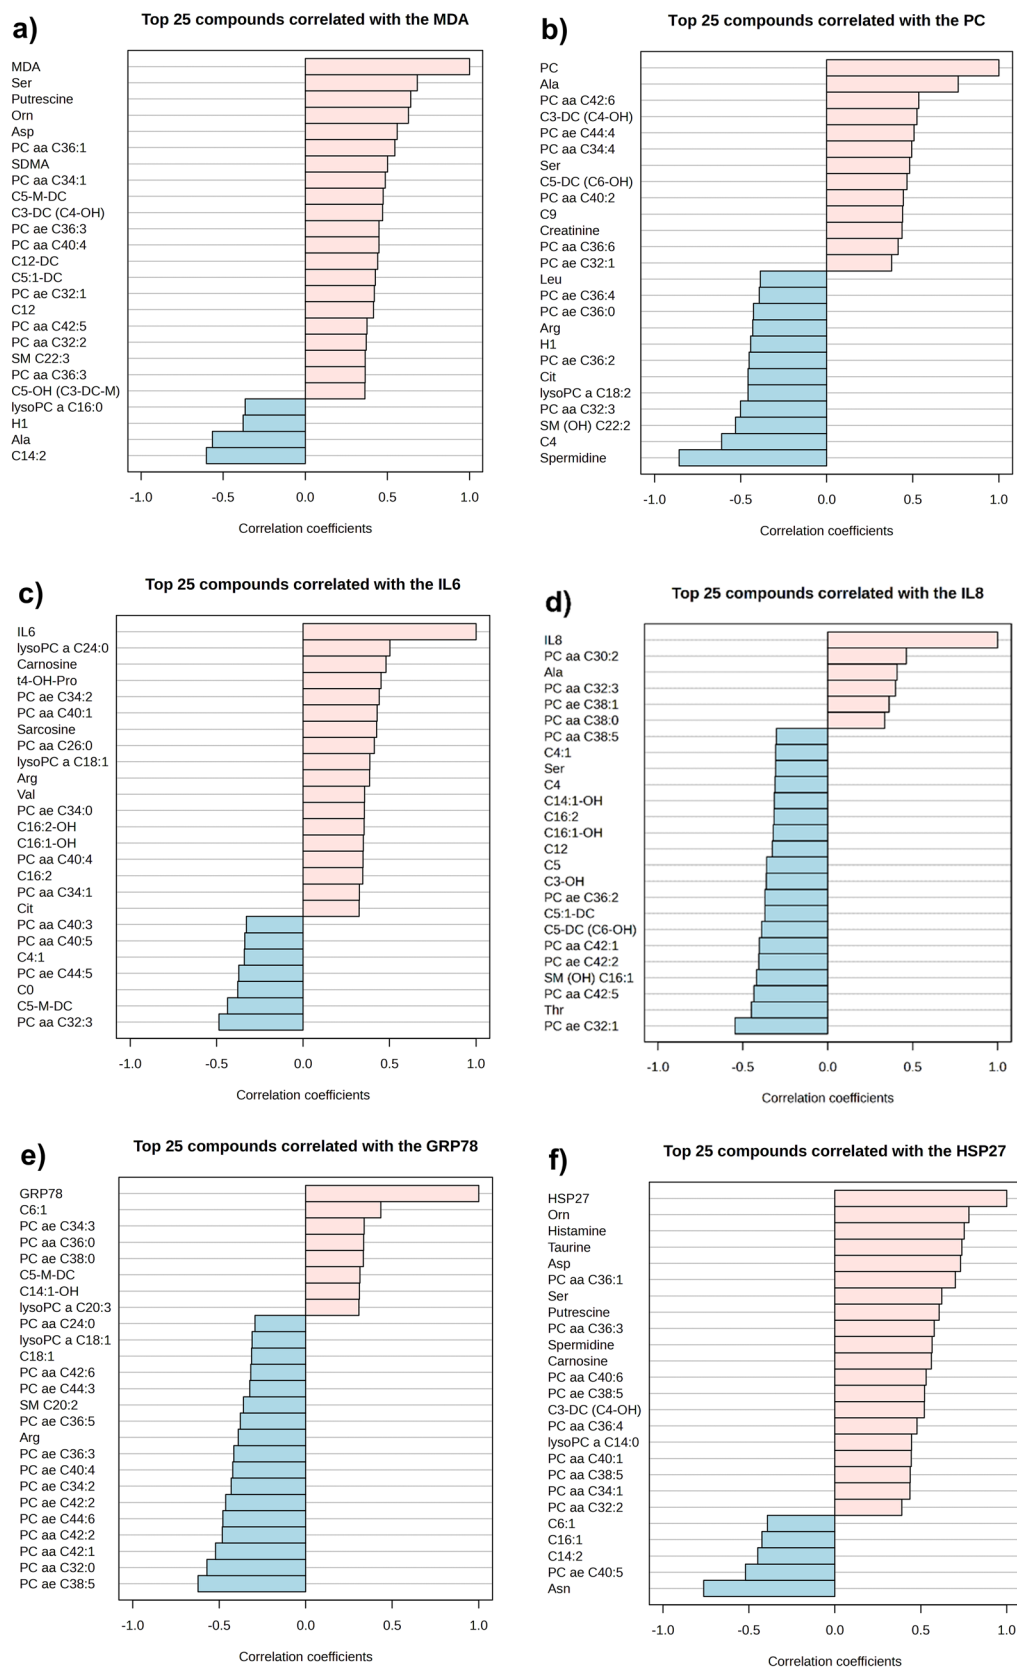 a)
Top 25 compounds correlated with the MDA
MDA
Ser
Putrescine
Orn
Asp
PC aa C36:1
SDMA
PC aa C34:1
C5-M-DC
C3-DC (C4-OH)
PC ae C36:3
PC aa C40:4
C12-DC
C5:1-DC
PC ae C32:1
C12
PC aa C42:5
PC aa C32:2
SM C22:3
PC aa C36:3
C5-OH (C3-DC-M)
lysoPC a C16:0
H1
Ala
C14:2
-1.0 -0.5 0.0 0.5 1.0
Correlation coefficients
b)
Top 25 compounds correlated with the PC
PC
Ala
PC aa C42:6
C3-DC (C4-OH)
PC ae C44:4
PC aa C34:4
Ser
C5-DC (C6-OH)
PC aa C40:2
C9
Creatinine
PC aa C36:6
PC ae C32:1
Leu
PC ae C36:4
PC ae C36:0
Arg
H1
PC ae C36:2
Cit
lysoPC a C18:2
PC aa C32:3
SM (OH) C22:2
C4
Spermidine
-1.0 -0.5 0.0 0.5 1.0
Correlation coefficients
c)
Top 25 compounds correlated with the IL6
IL6
lysoPC a C24:0
Carnosine
t4-OH-Pro
PC ae C34:2
PC aa C40:1
Sarcosine
PC aa C26:0
lysoPC a C18:1
Arg
Val
PC ae C34:0
C16:2-OH
C16:1-OH
PC aa C40:4
C16:2
PC aa C34:1
Cit
PC aa C40:3
PC aa C40:5
C4:1
PC ae C44:5
C0
C5-M-DC
PC aa C32:3
-1.0 -0.5 0.0 0.5 1.0
Correlation coefficients
d)
Top 25 compounds correlated with the IL8
IL8
PC aa C30:2
Ala
PC aa C32:3
PC ae C38:1
PC aa C38:0
PC aa C38:5
C4:1
Ser
C4
C14:1-OH
C16:2
C16:1-OH
C12
C5
C3-OH
PC ae C36:2
C5:1-DC
C5-DC (C6-OH)
PC aa C42:1
PC ae C42:2
SM (OH) C16:1
PC aa C42:5
Thr
PC ae C32:1
-1.0 -0.5 0.0 0.5 1.0
Correlation coefficients
e)
Top 25 compounds correlated with the GRP78
GRP78
C6:1
PC ae C34:3
PC aa C36:0
PC ae C38:0
C5-M-DC
C14:1-OH
lysoPC a C20:3
PC aa C24:0
lysoPC a C18:1
C18:1
PC aa C42:6
PC ae C44:3
SM C20:2
PC ae C36:5
Arg
PC ae C36:3
PC ae C40:4
PC ae C34:2
PC ae C42:2
PC ae C44:6
PC aa C42:2
PC aa C42:1
PC aa C32:0
PC ae C38:5
-1.0 -0.5 0.0 0.5 1.0
Correlation coefficients
f)
Top 25 compounds correlated with the HSP27
HSP27
Orn
Histamine
Taurine
Asp
PC aa C36:1
Ser
Putrescine
PC aa C36:3
Spermidine
Carnosine
PC aa C40:6
PC ae C38:5
C3-DC (C4-OH)
PC aa C36:4
lysoPC a C14:0
PC aa C40:1
PC aa C38:5
PC aa C34:1
PC aa C32:2
C6:1
C16:1
C14:2
PC ae C40:5
Asn
-1.0 -0.5 0.0 0.5 1.0
Correlation coefficients